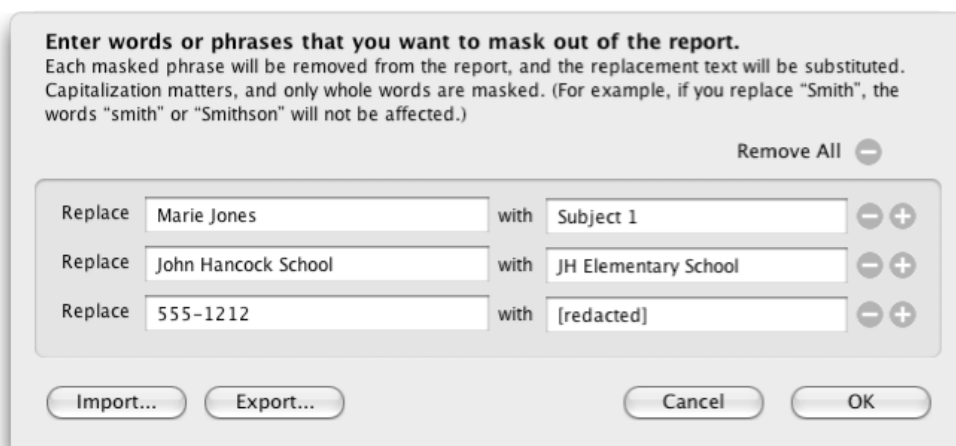 Enter words or phrases that you want to mask out of the report.
Each masked phrase will be removed from the report, and the replacement text will be substituted.
Capitalization matters, and only whole words are masked. (For example, if you replace “Smith”, the
words “smith” or “Smithson” will not be affected.)
Remove All
Replace Marie Jones with Subject 1
Replace John Hancock School with JH Elementary School
Replace 555-1212 with [redacted]
Import... Export... Cancel OK